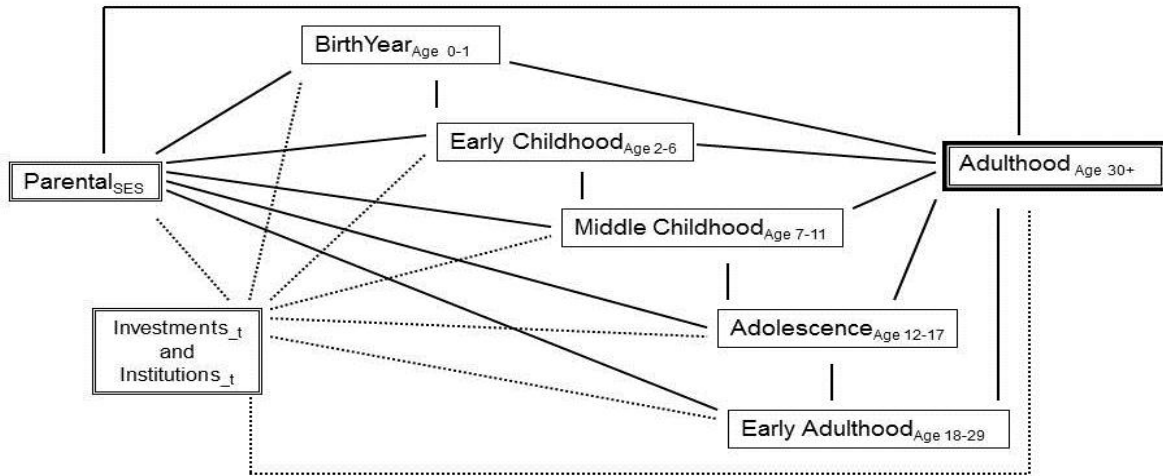 BirthYear Age 0-1
Early Childhood Age 2-6
Parental SES
Adulthood Age 30+
Middle Childhood Age 7-11
Investments_t
and
Institutions_t
Adolescence Age 12-17
Early Adulthood Age 18-29